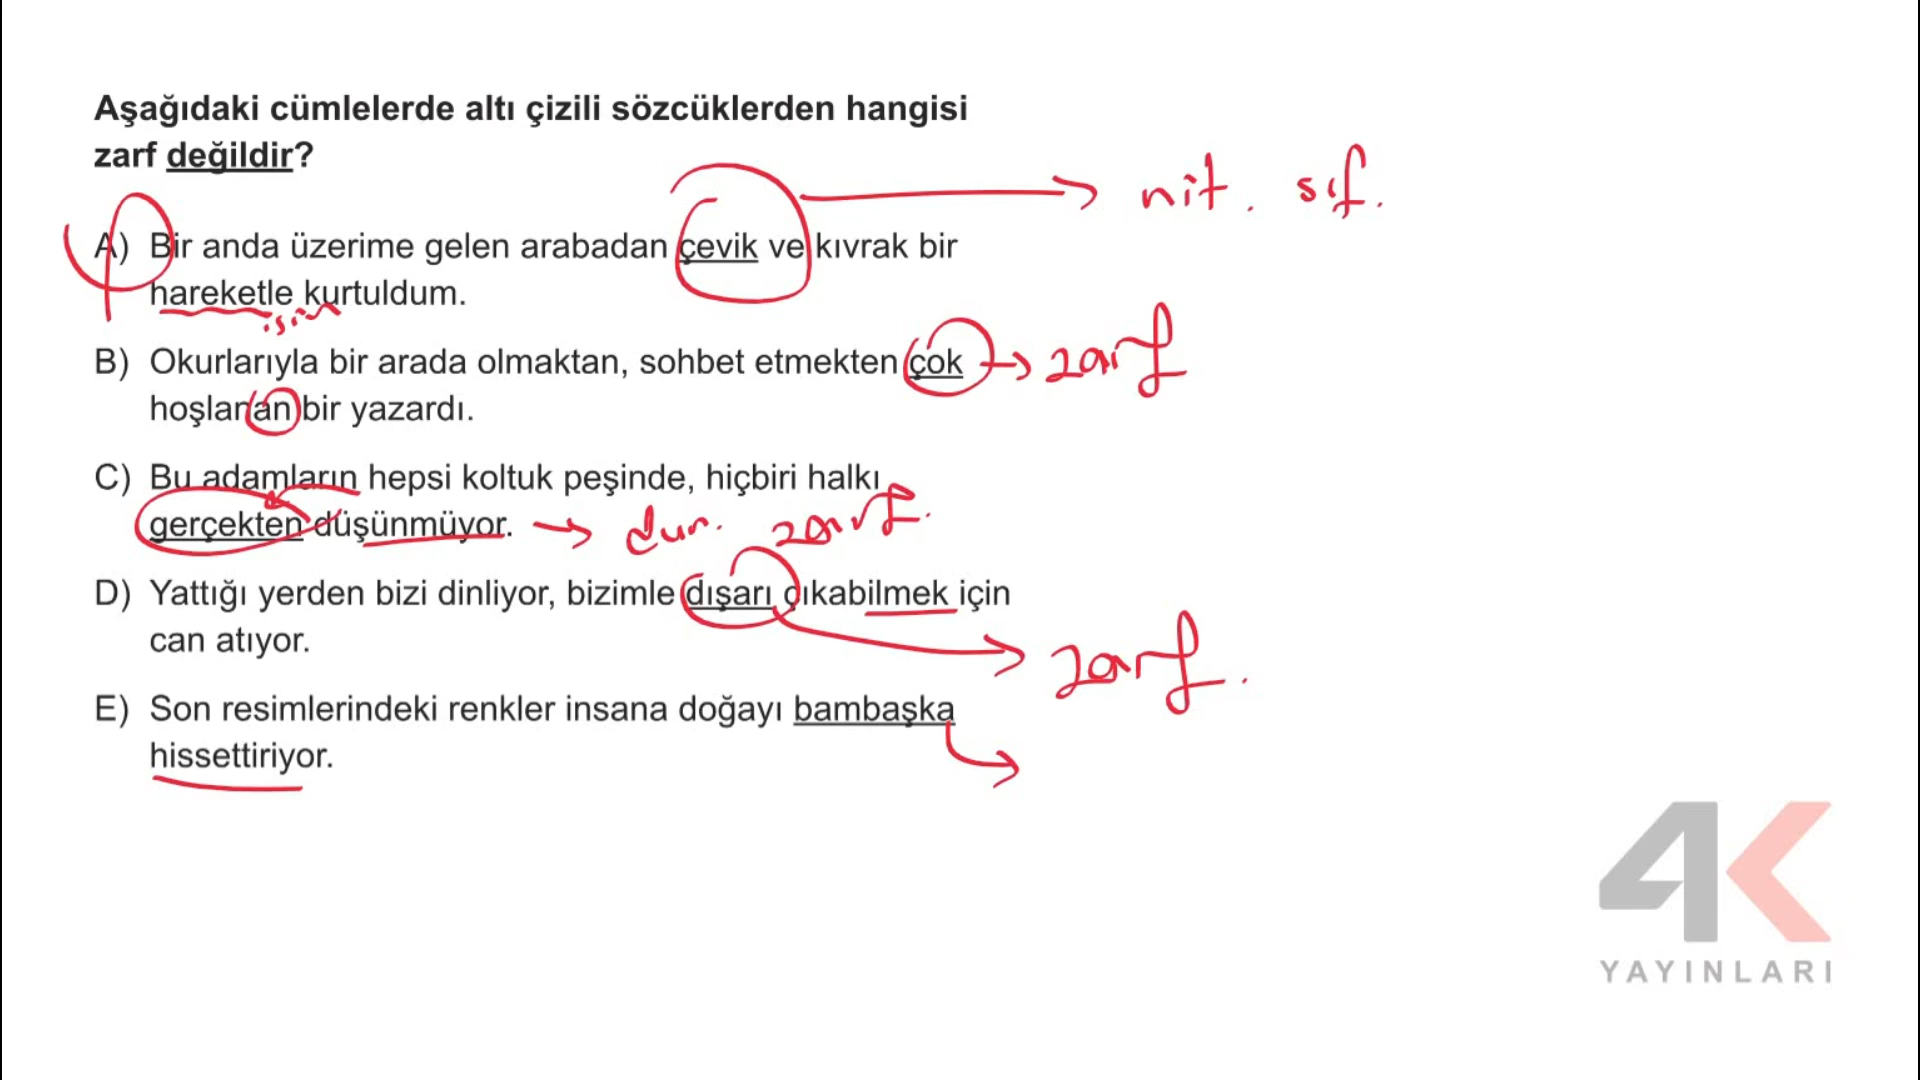 Aşağıdaki cümlelerde altı çizili sözcüklerden hangisi
zarf değildir?
nit. sıf.
A) Bir anda üzerime gelen arabadan çevik ve kıvrak bir
hareketle kurtuldum.
isim
B) Okurlarıyla bir arada olmaktan, sohbet etmekten çok
hoşlanan bir yazardı.
zarf
C) Bu adamların hepsi koltuk peşinde, hiçbiri halkı
gerçekten düşünmüyor.
dur. zarf.
D) Yattığı yerden bizi dinliyor, bizimle dışarı çıkabilmek için
can atıyor.
zarf.
E) Son resimlerindeki renkler insana doğayı bambaşka
hissettiriyor.
4K
YAYINLARI